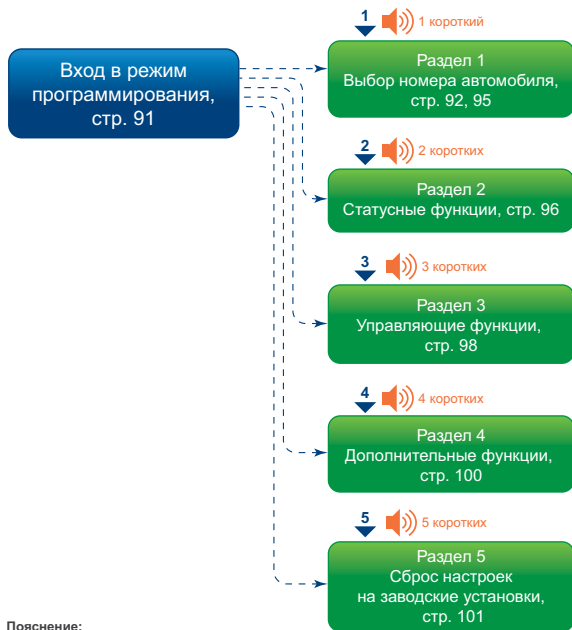 1
1 короткий
Вход в режим
программирования,
стр. 91
Раздел 1
Выбор номера автомобиля,
стр. 92, 95
2
2 коротких
Раздел 2
Статусные функции, стр. 96
3
3 коротких
Раздел 3
Управляющие функции,
стр. 98
4
4 коротких
Раздел 4
Дополнительные функции,
стр. 100
5
5 коротких
Раздел 5
Сброс настроек
на заводские установки,
стр. 101
Пояснение: